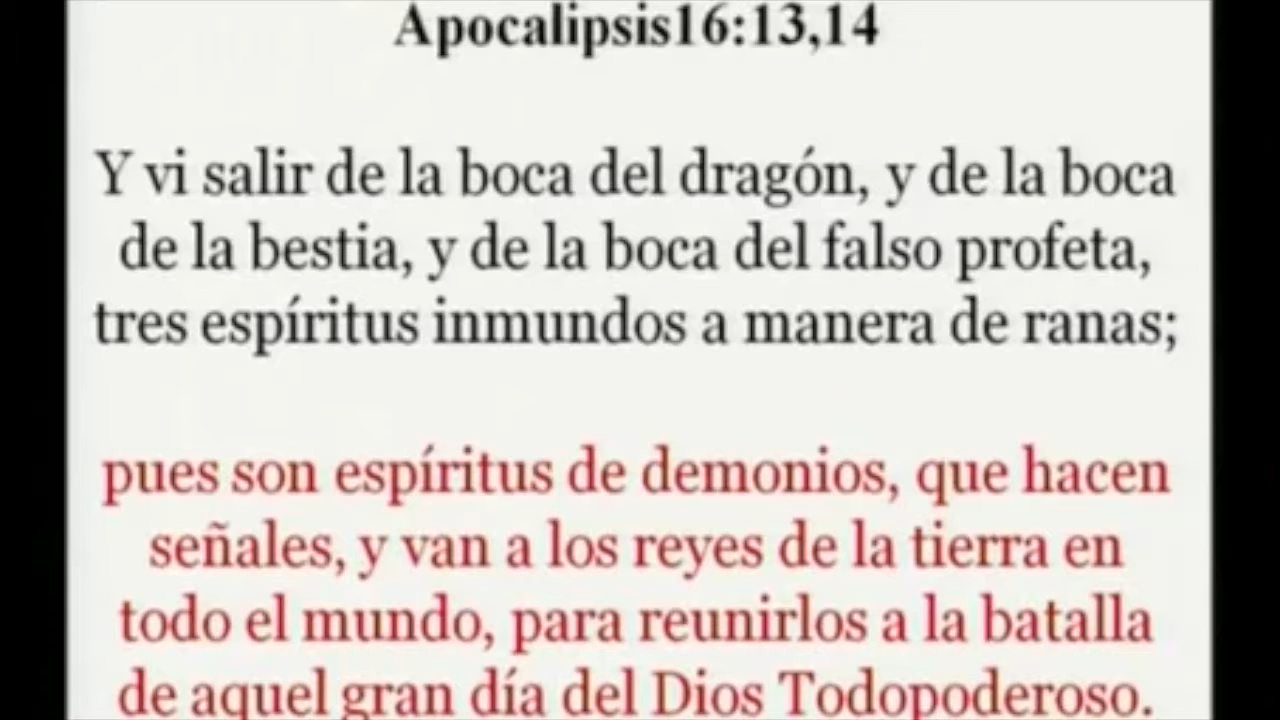 Apocalipsis16:13,14
Y vi salir de la boca del dragón, y de la boca
de la bestia, y de la boca del falso profeta,
tres espíritus inmundos a manera de ranas;
pues son espíritus de demonios, que hacen
señales, y van a los reyes de la tierra en
todo el mundo, para reunirlos a la batalla
de aquel gran día del Dios Todopoderoso.